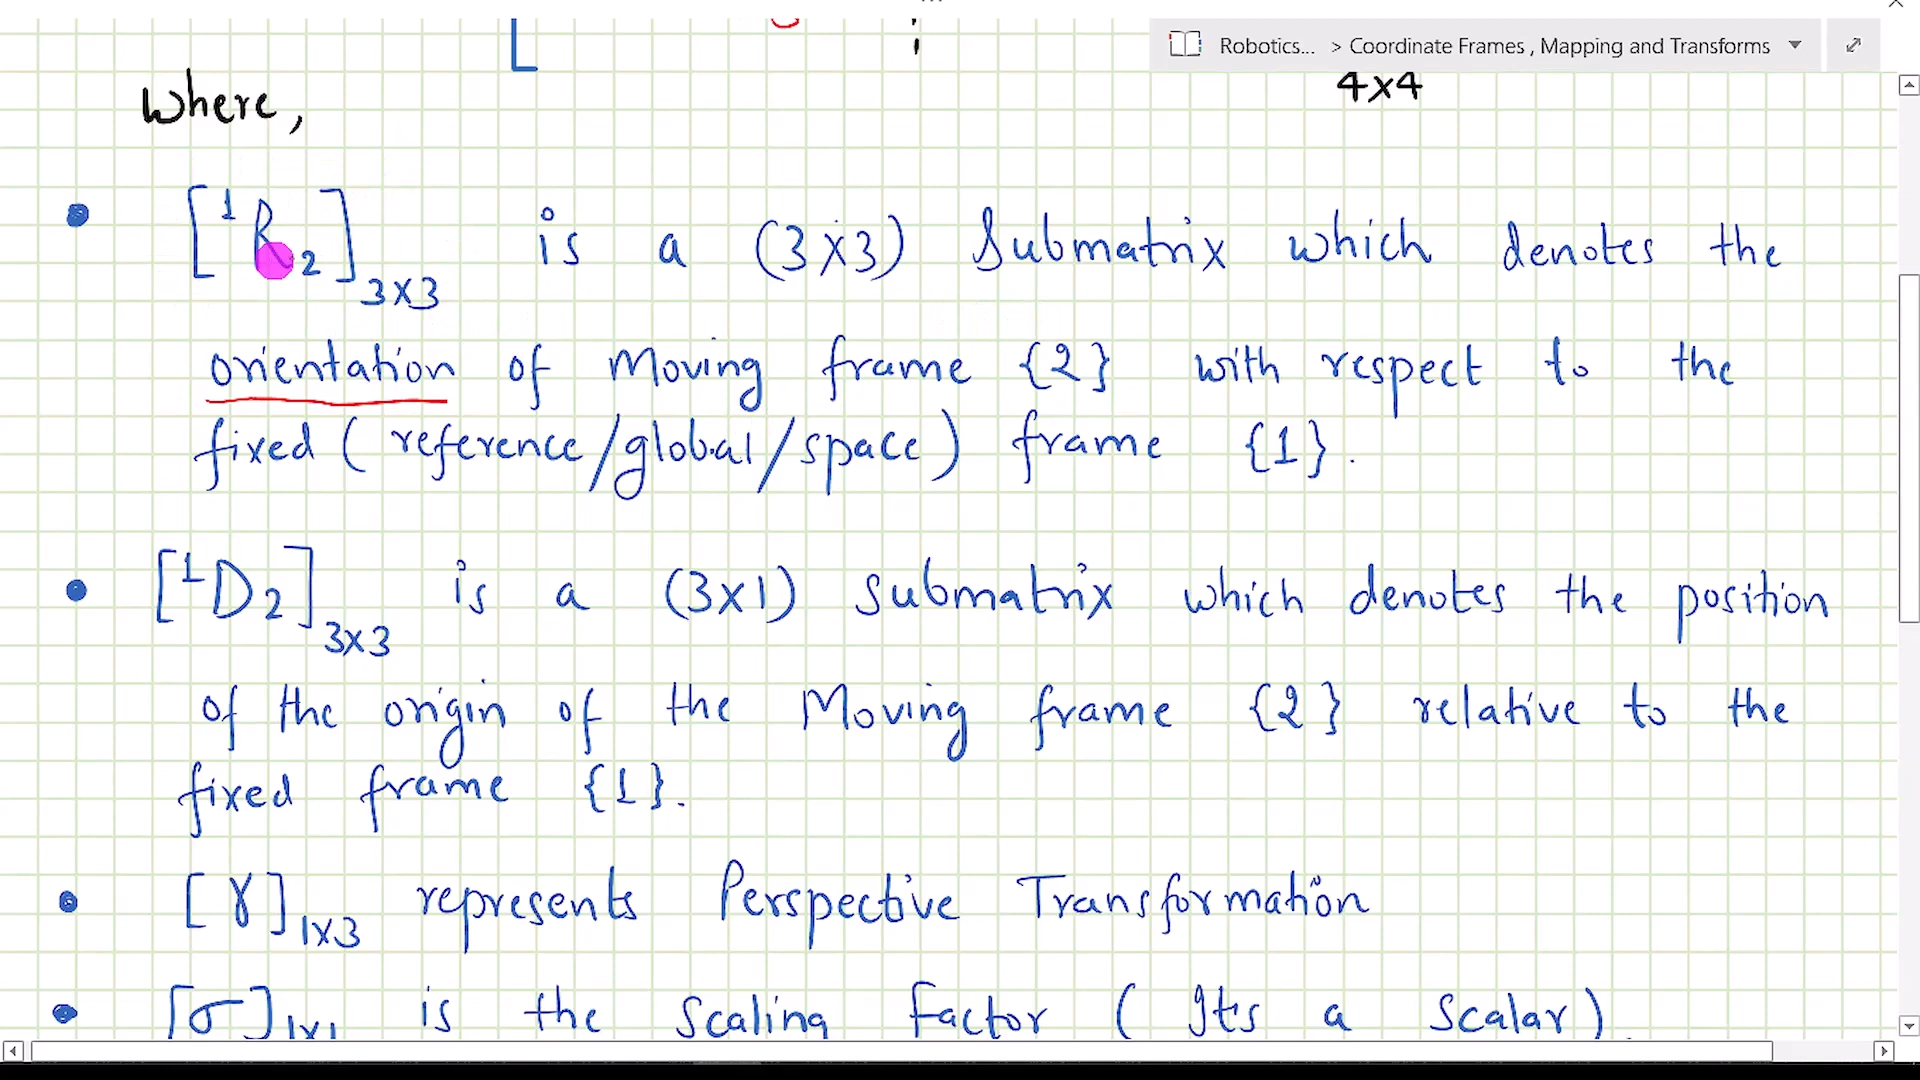 Robotics... > Coordinate Frames , Mapping and Transforms
4x4
Where,
[¹R₂]₃ₓ₃ is a (3x3) Submatrix which denotes the
orientation of Moving frame {2} with respect to the
fixed (reference/global/space) frame {1}.
[¹D₂]₃ₓ₃ is a (3x1) submatrix which denotes the position
of the origin of the Moving frame {2} relative to the
fixed frame {1}.
[γ]₁ₓ₃ represents Perspective Transformation
[σ]₁ₓ₁ is the Scaling Factor (It's a Scalar)